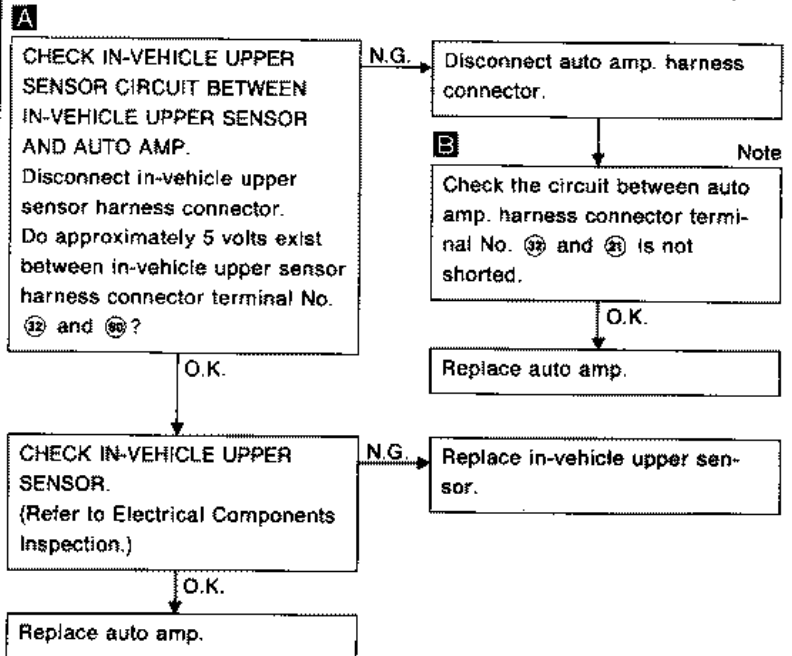 A
CHECK IN-VEHICLE UPPER
SENSOR CIRCUIT BETWEEN
IN-VEHICLE UPPER SENSOR
AND AUTO AMP.
Disconnect in-vehicle upper
sensor harness connector.
Do approximately 5 volts exist
between in-vehicle upper sensor
harness connector terminal No.
㉜ and ?
N.G.
Disconnect auto amp. harness
connector.
B
Note
Check the circuit between auto
amp. harness connector termi-
nal No. ㉜ and ㉑ is not
shorted.
O.K.
Replace auto amp.
O.K.
CHECK IN-VEHICLE UPPER
SENSOR.
(Refer to Electrical Components
Inspection.)
N.G.
Replace in-vehicle upper sen-
sor.
O.K.
Replace auto amp.